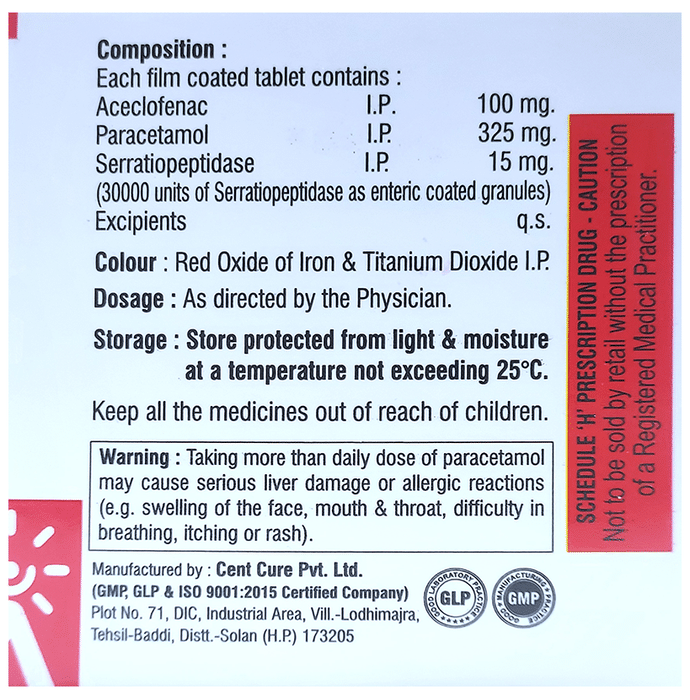 Composition :
Each film coated tablet contains :
Aceclofenac I.P. 100 mg.
Paracetamol I.P. 325 mg.
Serratiopeptidase I.P. 15 mg.
(30000 units of Serratiopeptidase as enteric coated granules)
Excipients q.s.
Colour : Red Oxide of Iron & Titanium Dioxide I.P.
Dosage : As directed by the Physician.
Storage : Store protected from light & moisture
at a temperature not exceeding 25°C.
Keep all the medicines out of reach of children.
Warning : Taking more than daily dose of paracetamol
may cause serious liver damage or allergic reactions
(e.g. swelling of the face, mouth & throat, difficulty in
breathing, itching or rash).
Manufactured by : Cent Cure Pvt. Ltd.
(GMP, GLP & ISO 9001:2015 Certified Company)
Plot No. 71, DIC, Industrial Area, Vill.-Lodhimajra,
Tehsil-Baddi, Distt.-Solan (H.P.) 173205
GOOD LABORATORY PRACTICE
GLP
GOOD MANUFACTURING PRACTICE
GMP
SCHEDULE 'H' PRESCRIPTION DRUG - CAUTION
Not to be sold by retail without the prescription
of a Registered Medical Practitioner.